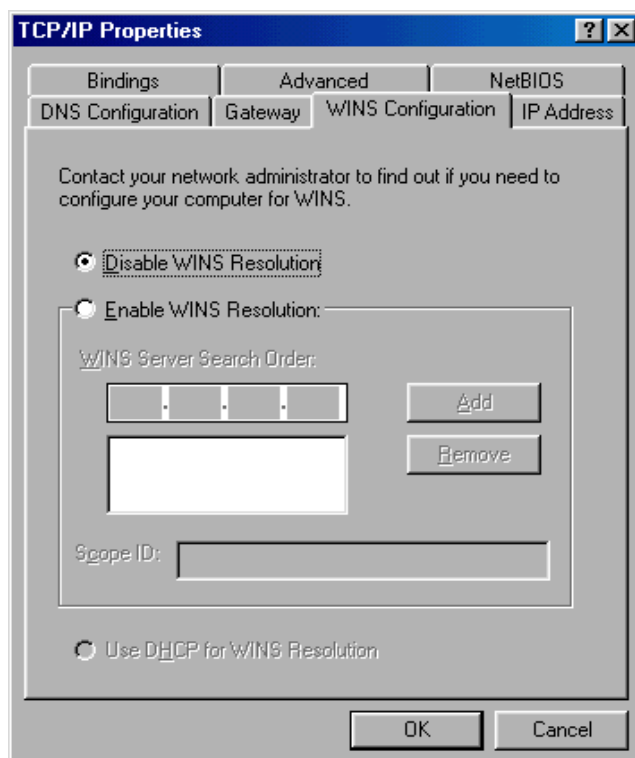 TCP/IP Properties
Bindings Advanced NetBIOS
DNS Configuration Gateway WINS Configuration IP Address
Contact your network administrator to find out if you need to
configure your computer for WINS.
Disable WINS Resolution
Enable WINS Resolution:
WINS Server Search Order:
Add
Remove
Scope ID:
Use DHCP for WINS Resolution
OK Cancel